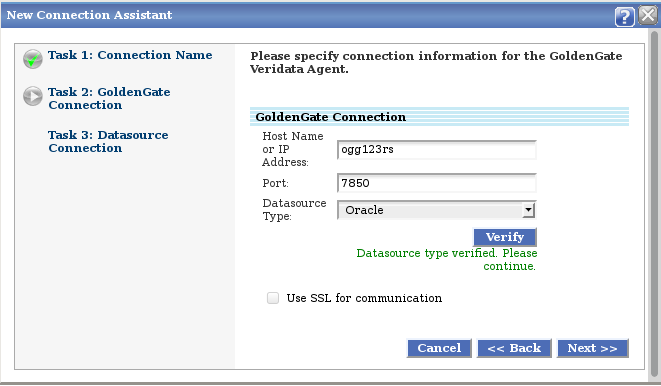 New Connection Assistant
?
X
Task 1: Connection Name
Task 2: GoldenGate
Connection
Task 3: Datasource
Connection
Please specify connection information for the GoldenGate
Veridata Agent.
GoldenGate Connection
Host Name
or IP
Address:
ogg123rs
Port:
7850
Datasource
Type:
Oracle
Verify
Datasource type verified. Please
continue.
Use SSL for communication
Cancel
<< Back
Next >>